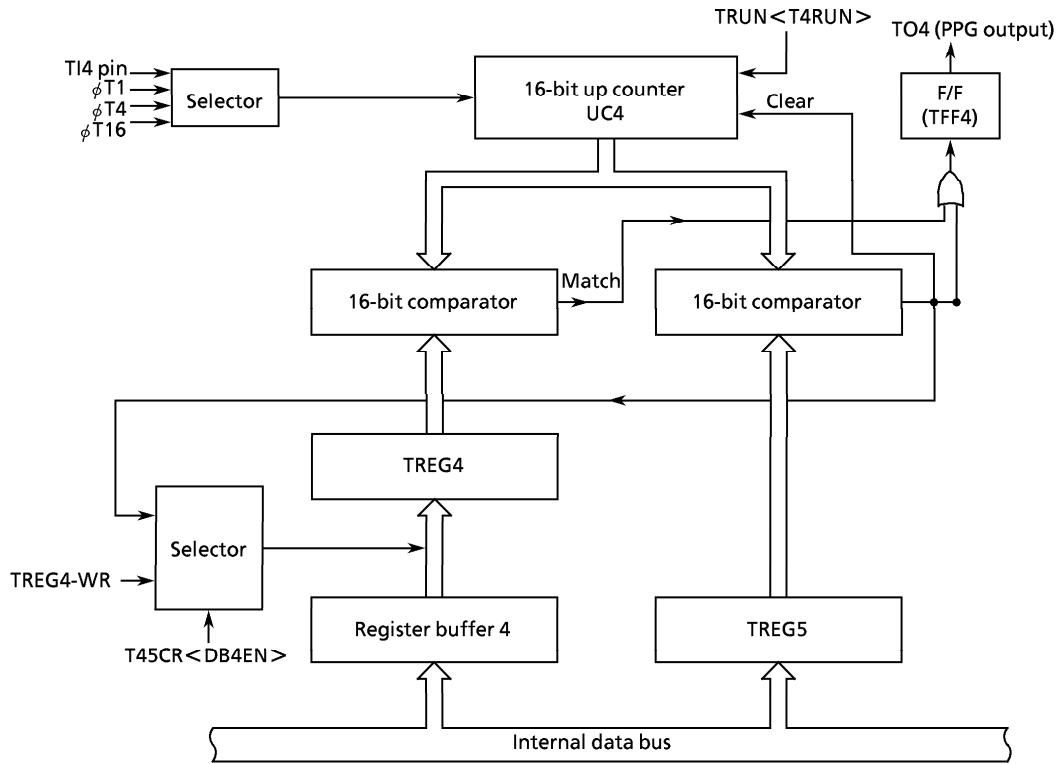 TRUN<T4RUN>
TO4 (PPG output)
TI4 pin
φT1
φT4
φT16
Selector
16-bit up counter
UC4
Clear
F/F
(TFF4)
16-bit comparator
Match
16-bit comparator
TREG4
Selector
TREG4-WR
T45CR<DB4EN>
Register buffer 4
TREG5
Internal data bus